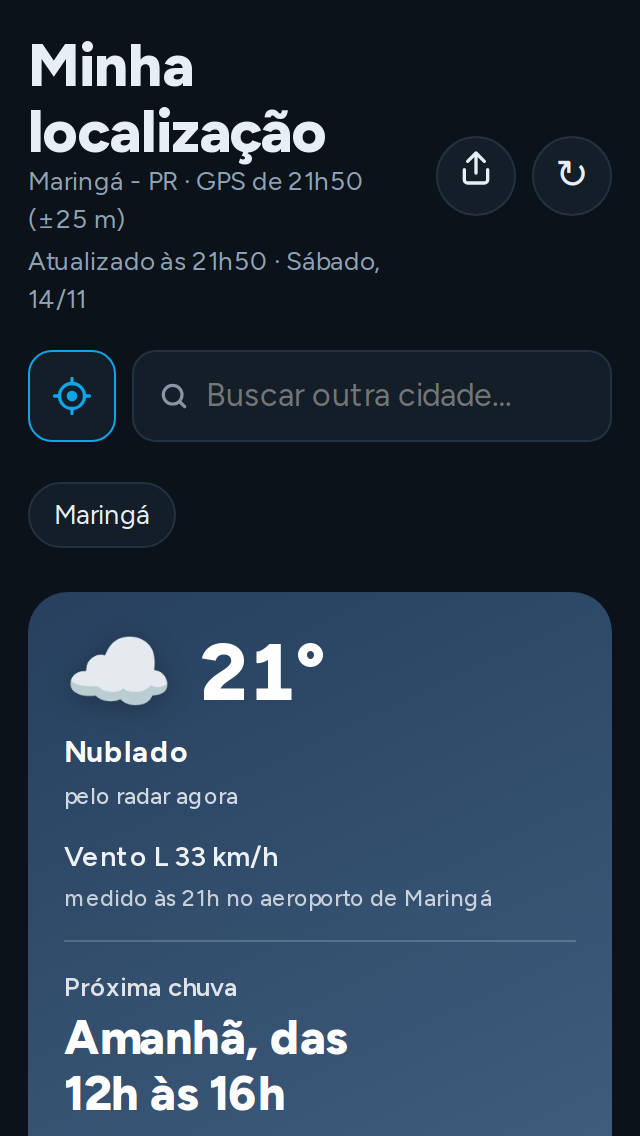 Minha
localização
Maringá - PR · GPS de 21h50
(±25 m)
Atualizado às 21h50 · Sábado,
14/11
Buscar outra cidade...
Maringá
21°
Nublado
pelo radar agora
Vento L 33 km/h
medido às 21h no aeroporto de Maringá
Próxima chuva
Amanhã, das
12h às 16h